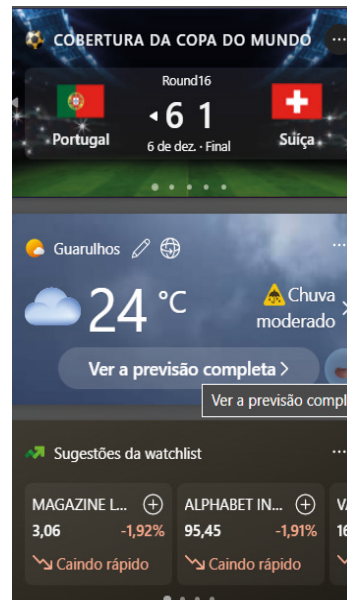 COBERTURA DA COPA DO MUNDO
Round16
Portugal
6 1
Suíça
6 de dez. · Final
Guarulhos
24 °C
Chuva
moderado
Ver a previsão completa >
Ver a previsão compl
Sugestões da watchlist
MAGAZINE L...
3,06 -1,92%
Caindo rápido
ALPHABET IN...
95,45 -1,91%
Caindo rápido